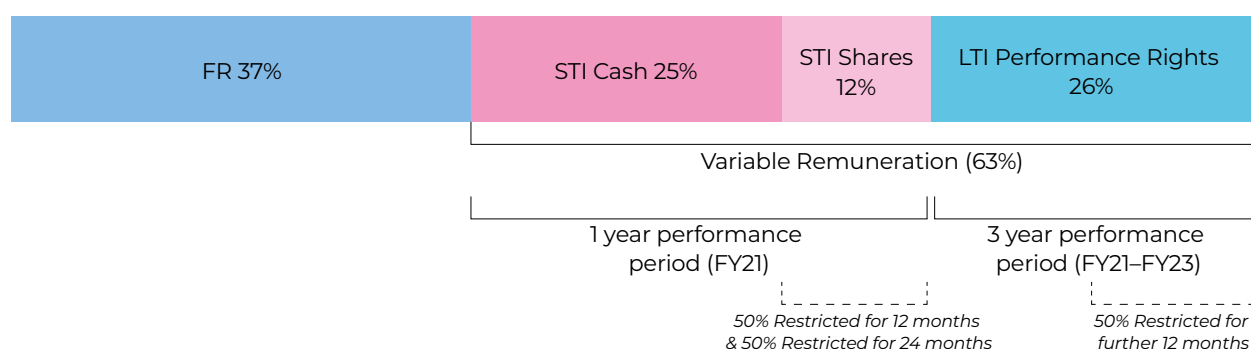 FR 37%
STI Cash 25%
STI Shares
12%
LTI Performance Rights
26%
Variable Remuneration (63%)
1 year performance
period (FY21)
3 year performance
period (FY21–FY23)
50% Restricted for 12 months
& 50% Restricted for 24 months
50% Restricted for
further 12 months